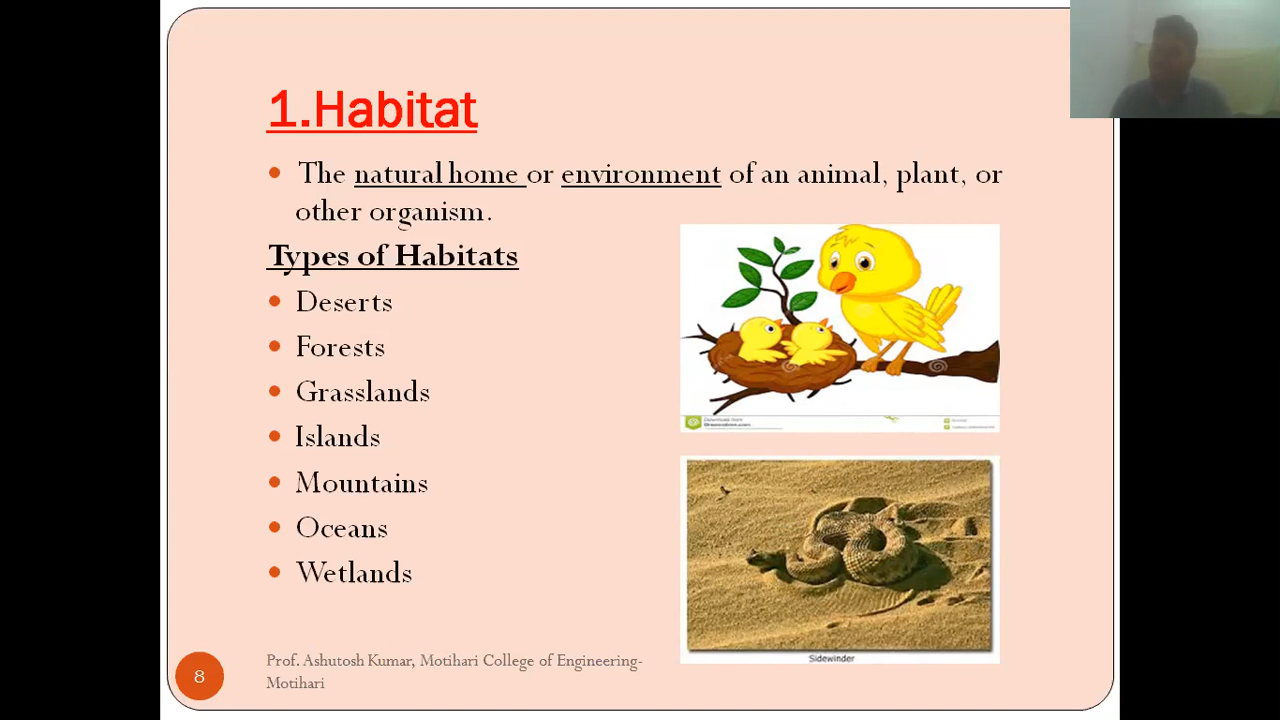 1.Habitat
The natural home or environment of an animal, plant, or
other organism.
Types of Habitats
Deserts
Forests
Grasslands
Islands
Mountains
Oceans
Wetlands
Sidewinder
Prof. Ashutosh Kumar, Motihari College of Engineering-
Motihari
8